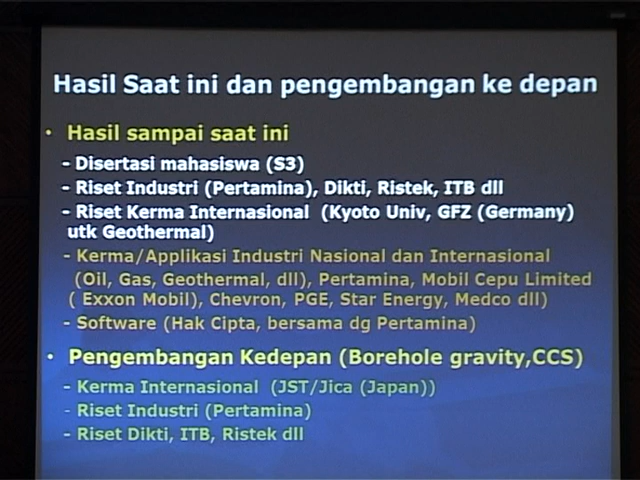 Hasil Saat ini dan pengembangan ke depan
• Hasil sampai saat ini
- Disertasi mahasiswa (S3)
- Riset Industri (Pertamina), Dikti, Ristek, ITB dll
- Riset Kerma Internasional (Kyoto Univ, GFZ (Germany)
utk Geothermal)
- Kerma/Applikasi Industri Nasional dan Internasional
(Oil, Gas, Geothermal, dll), Pertamina, Mobil Cepu Limited
( Exxon Mobil), Chevron, PGE, Star Energy, Medco dll)
- Software (Hak Cipta, bersama dg Pertamina)
• Pengembangan Kedepan (Borehole gravity,CCS)
- Kerma Internasional (JST/Jica (Japan))
- Riset Industri (Pertamina)
- Riset Dikti, ITB, Ristek dll